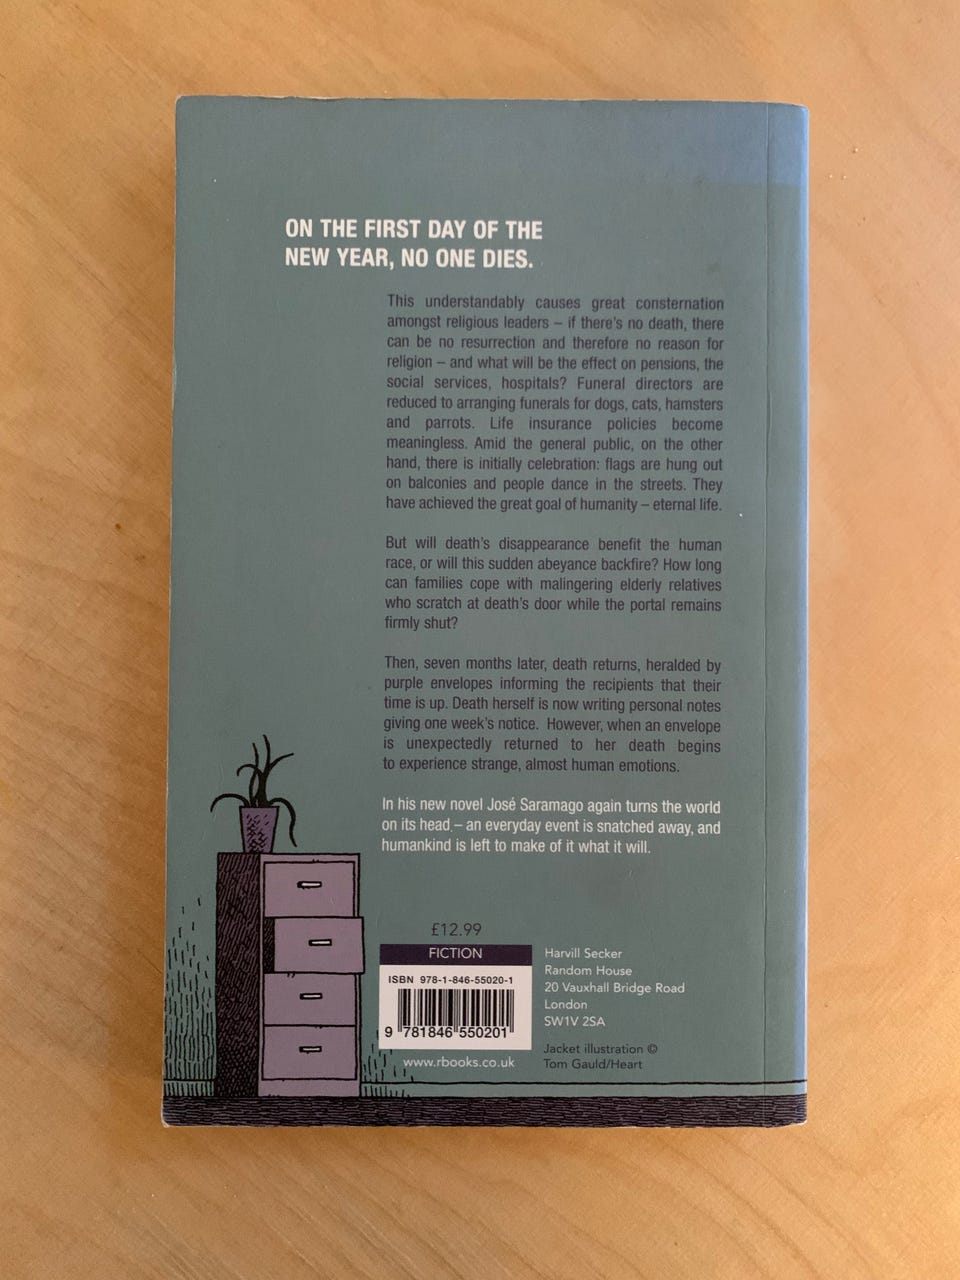 ON THE FIRST DAY OF THE
NEW YEAR, NO ONE DIES.
This understandably causes great consternation
amongst religious leaders – if there's no death, there
can be no resurrection and therefore no reason for
religion – and what will be the effect on pensions, the
social services, hospitals? Funeral directors are
reduced to arranging funerals for dogs, cats, hamsters
and parrots. Life insurance policies become
meaningless. Amid the general public, on the other
hand, there is initially celebration: flags are hung out
on balconies and people dance in the streets. They
have achieved the great goal of humanity – eternal life.
But will death's disappearance benefit the human
race, or will this sudden abeyance backfire? How long
can families cope with malingering elderly relatives
who scratch at death's door while the portal remains
firmly shut?
Then, seven months later, death returns, heralded by
purple envelopes informing the recipients that their
time is up. Death herself is now writing personal notes
giving one week's notice. However, when an envelope
is unexpectedly returned to her death begins
to experience strange, almost human emotions.
In his new novel José Saramago again turns the world
on its head – an everyday event is snatched away, and
humankind is left to make of it what it will.
£12.99
FICTION
ISBN 978-1-846-55020-1
9 781846 550201
www.rbooks.co.uk
Harvill Secker
Random House
20 Vauxhall Bridge Road
London
SW1V 2SA
Jacket illustration ©
Tom Gauld/Heart